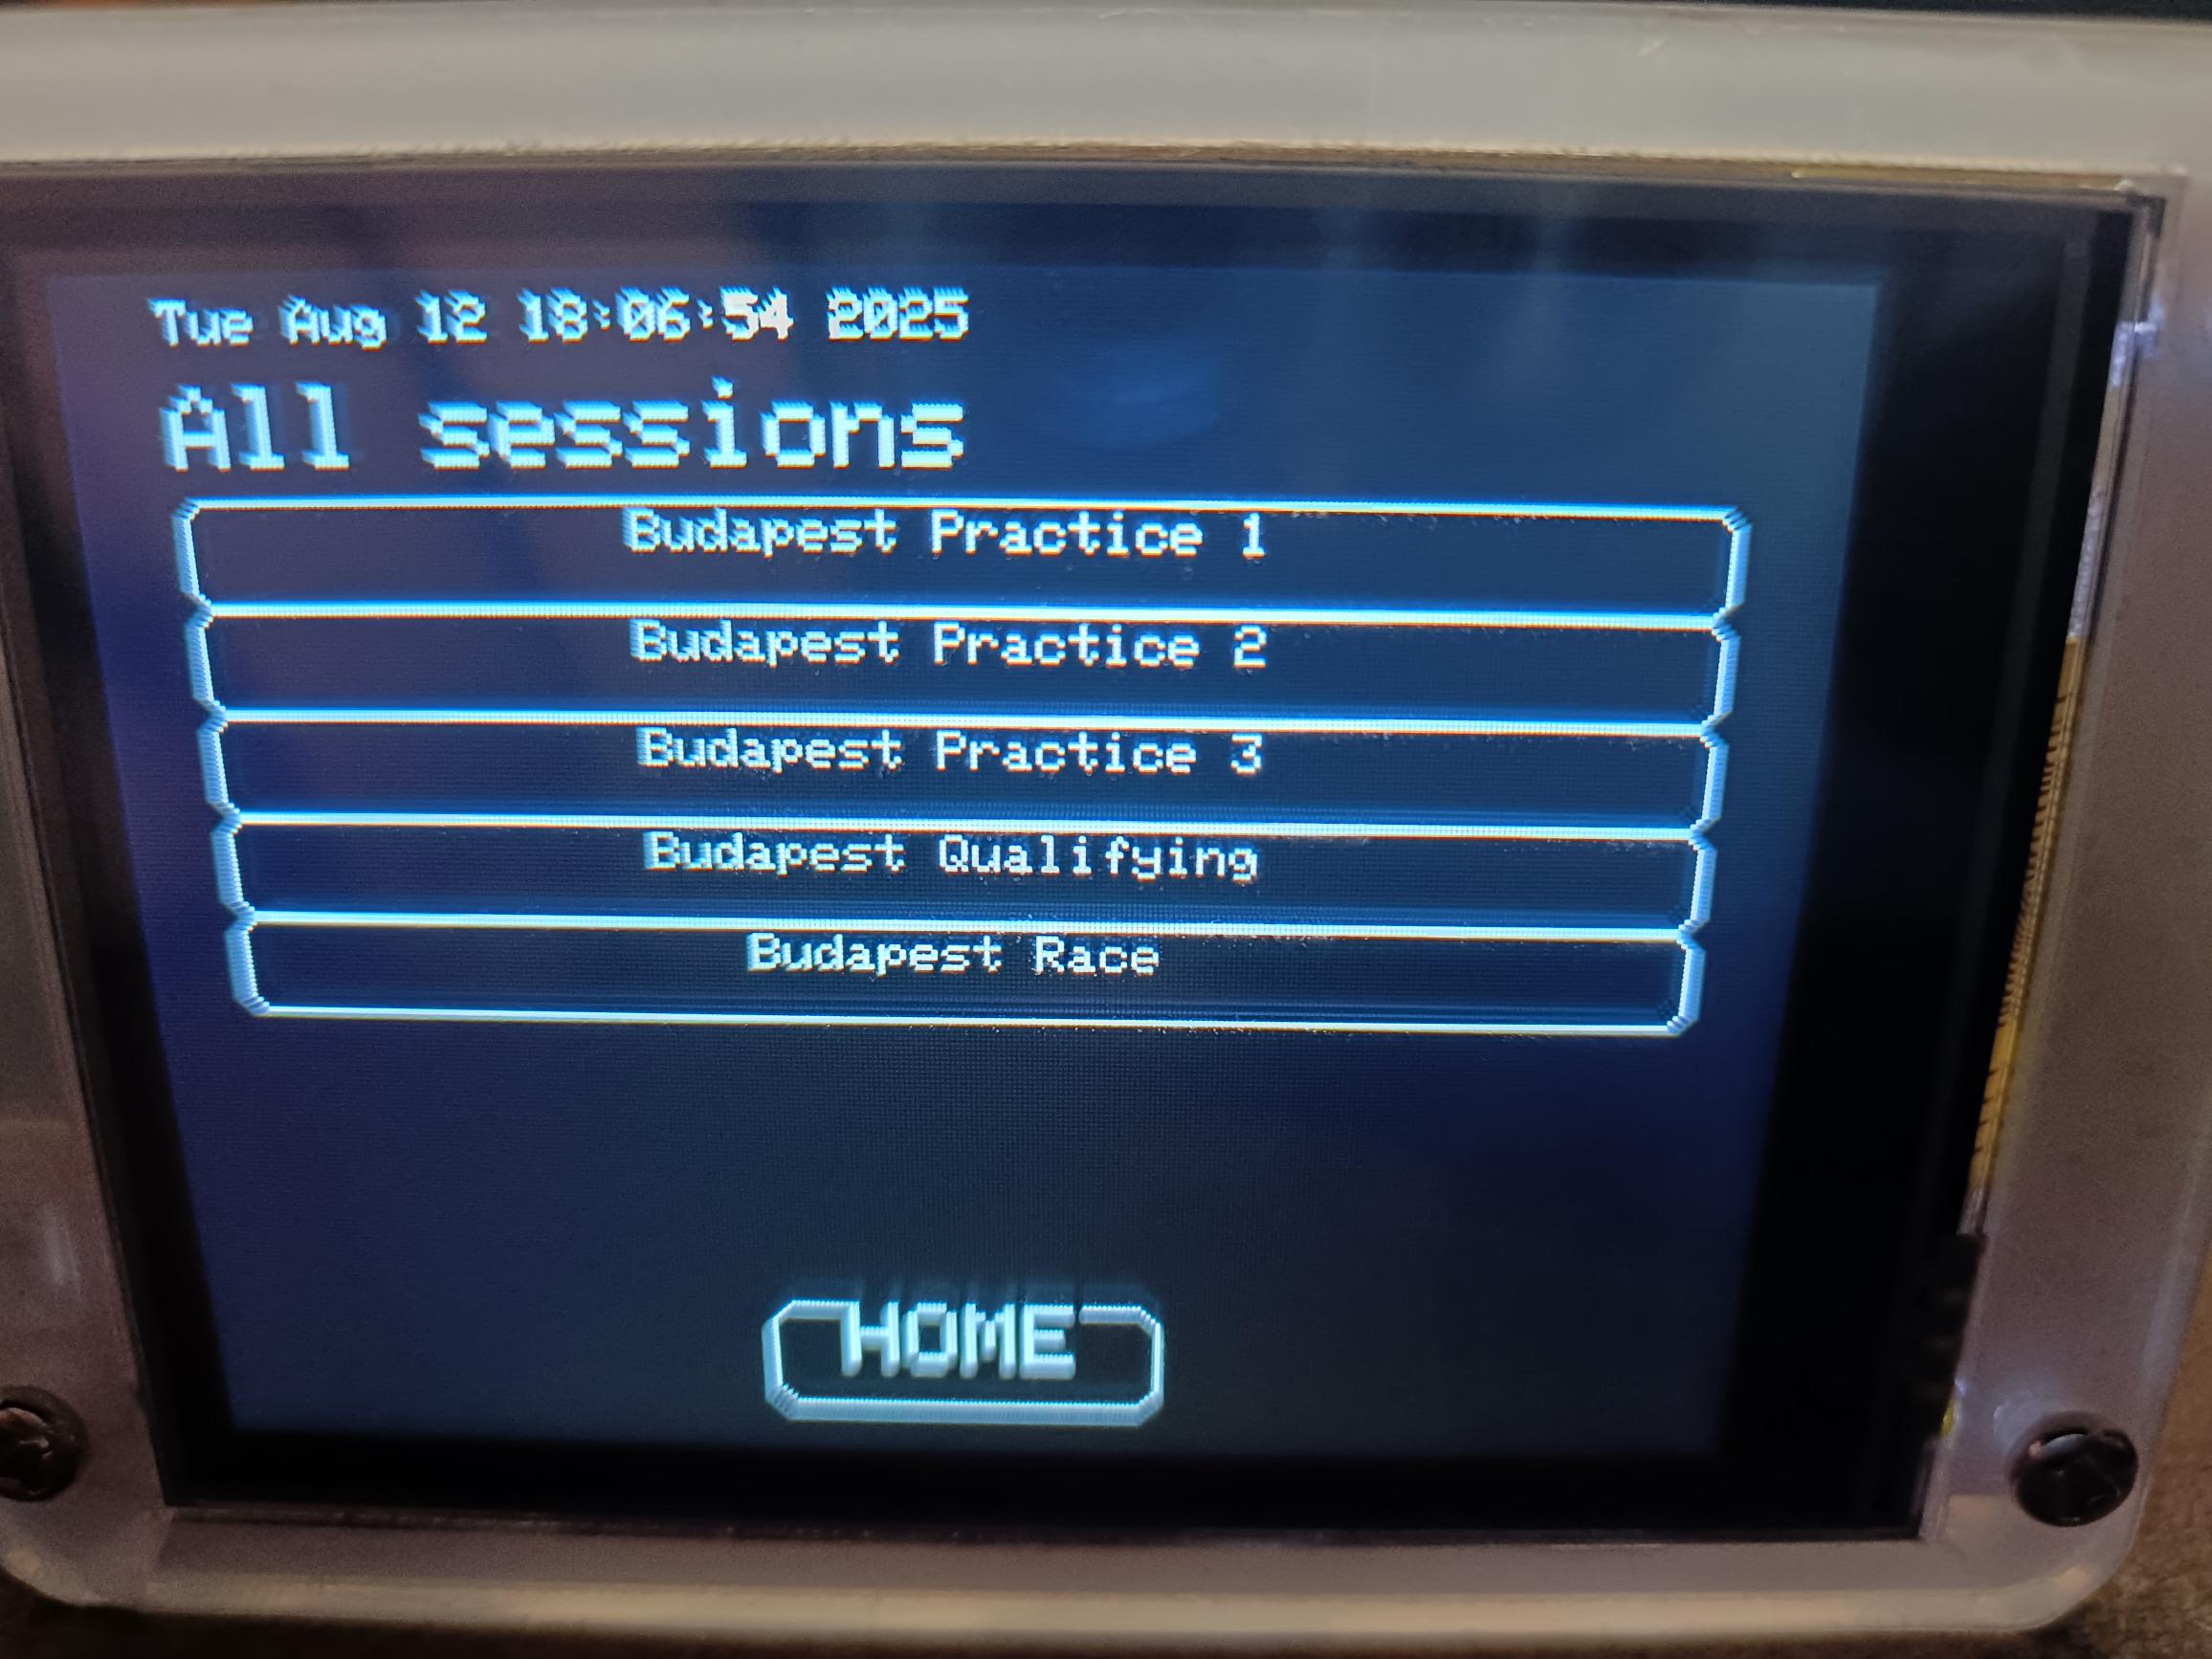 Tue Aug 12 18:06:54 2025
All sessions
Budapest Practice 1
Budapest Practice 2
Budapest Practice 3
Budapest Qualifying
Budapest Race
HOME